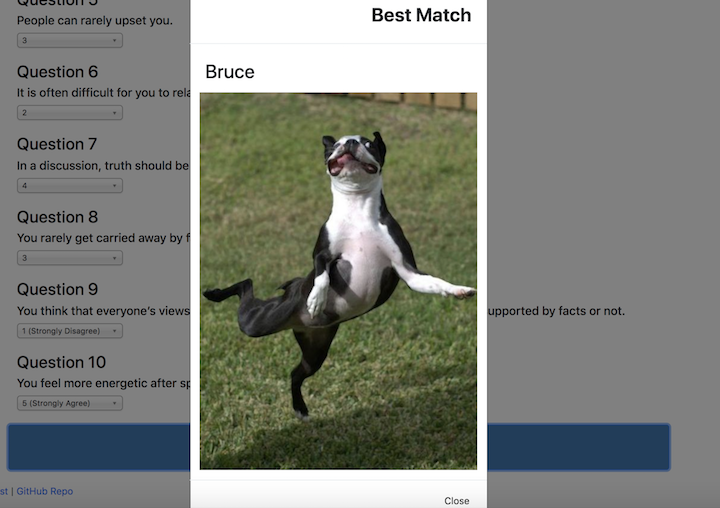 Question 5
People can rarely upset you.
3
Question 6
It is often difficult for you to rela
2
Question 7
In a discussion, truth should be
4
Question 8
You rarely get carried away by f
3
Question 9
You think that everyone's views
upported by facts or not.
1 (Strongly Disagree)
Question 10
You feel more energetic after sp
5 (Strongly Agree)
st | GitHub Repo
Best Match
Bruce
Close